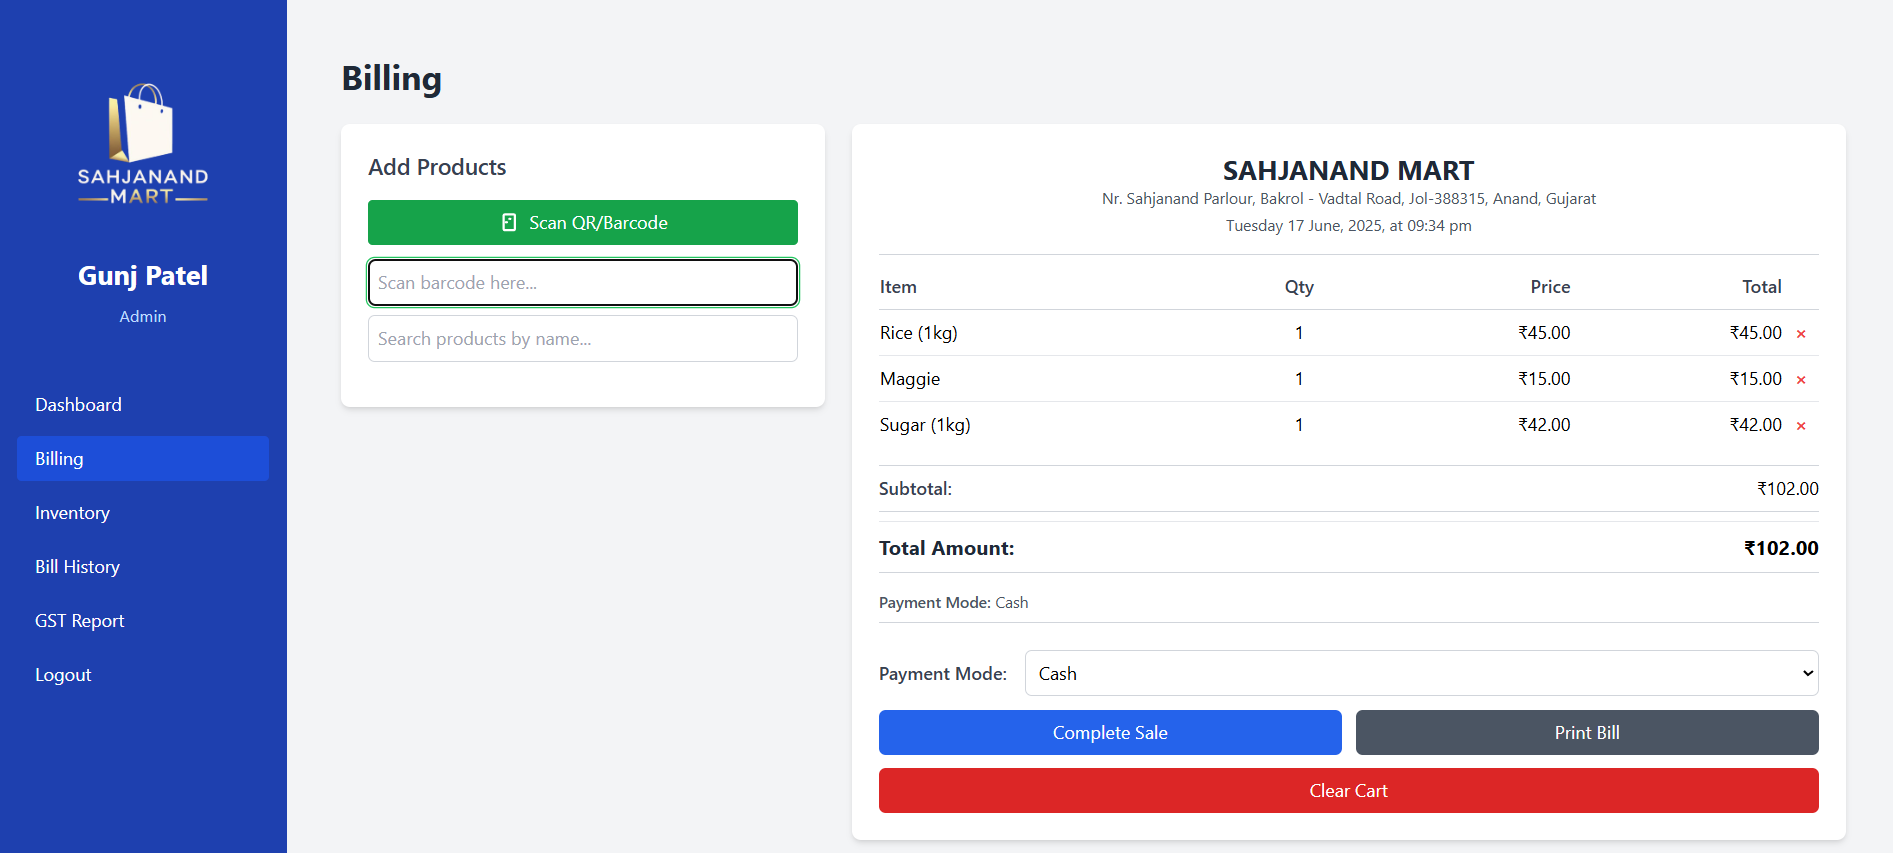 SAHJANAND
MART
Gunj Patel
Admin
Dashboard
Billing
Inventory
Bill History
GST Report
Logout
Billing
Add Products
Scan QR/Barcode
Scan barcode here...
Search products by name...
SAHJANAND MART
Nr. Sahjanand Parlour, Bakrol - Vadtal Road, Jol-388315, Anand, Gujarat
Tuesday 17 June, 2025, at 09:34 pm
Item Qty Price Total
Rice (1kg) 1 ₹45.00 ₹45.00 ×
Maggie 1 ₹15.00 ₹15.00 ×
Sugar (1kg) 1 ₹42.00 ₹42.00 ×
Subtotal: ₹102.00
Total Amount: ₹102.00
Payment Mode: Cash
Payment Mode: Cash
Complete Sale Print Bill
Clear Cart